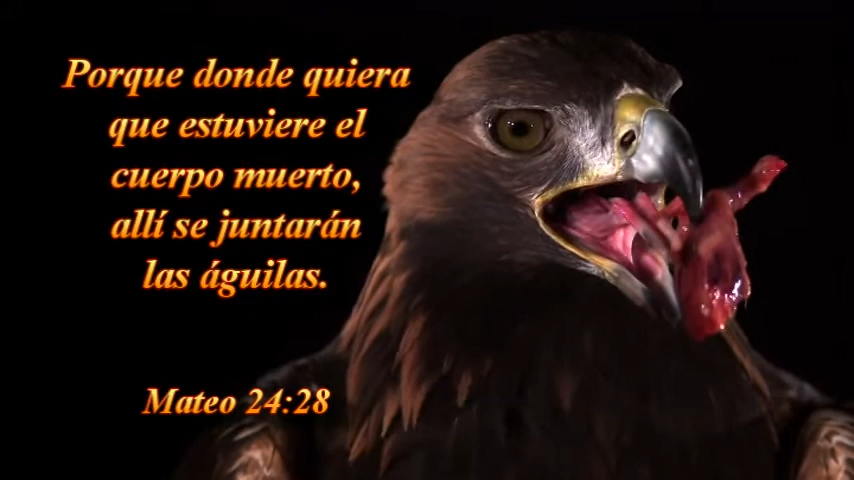 Porque donde quiera
que estuviere el
cuerpo muerto,
allí se juntarán
las águilas.
Mateo 24:28